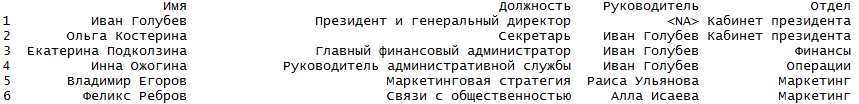 Имя Должность Руководитель Отдел
1 Иван Голубев Президент и генеральный директор <NA> Кабинет президента
2 Ольга Костерина Секретарь Иван Голубев Кабинет президента
3 Екатерина Подколзина Главный финансовый администратор Иван Голубев Финансы
4 Инна Ожогина Руководитель административной службы Иван Голубев Операции
5 Владимир Егоров Маркетинговая стратегия Раиса Ульянова Маркетинг
6 Феликс Ребров Связи с общественностью Алла Исаева Маркетинг